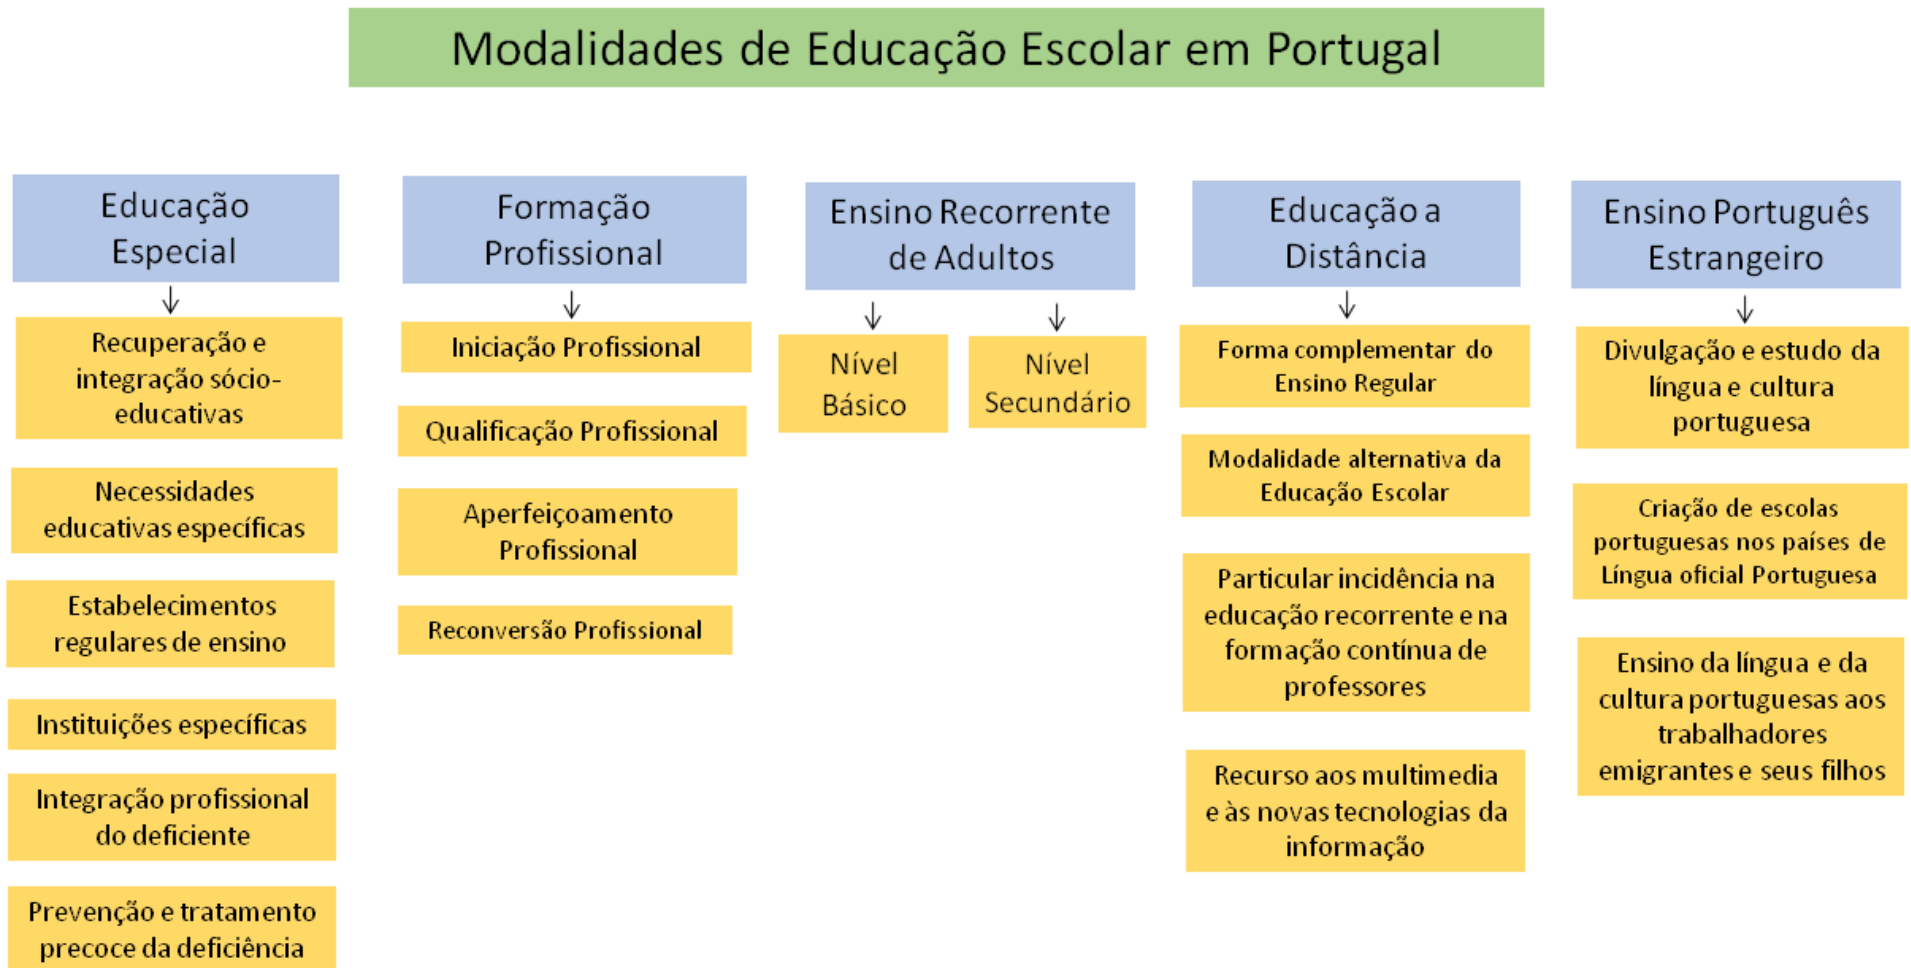 Modalidades de Educação Escolar em Portugal
Educação
Especial
Recuperação e
integração sócio-
educativas
Necessidades
educativas específicas
Estabelecimentos
regulares de ensino
Instituições específicas
Integração profissional
do deficiente
Prevenção e tratamento
precoce da deficiência
Formação
Profissional
Iniciação Profissional
Qualificação Profissional
Aperfeiçoamento
Profissional
Reconversão Profissional
Ensino Recorrente
de Adultos
Nível
Básico
Nível
Secundário
Educação a
Distância
Forma complementar do
Ensino Regular
Modalidade alternativa da
Educação Escolar
Particular incidência na
educação recorrente e na
formação contínua de
professores
Recurso aos multimedia
e às novas tecnologias da
informação
Ensino Português
Estrangeiro
Divulgação e estudo da
língua e cultura
portuguesa
Criação de escolas
portuguesas nos países de
Língua oficial Portuguesa
Ensino da língua e da
cultura portuguesas aos
trabalhadores
emigrantes e seus filhos